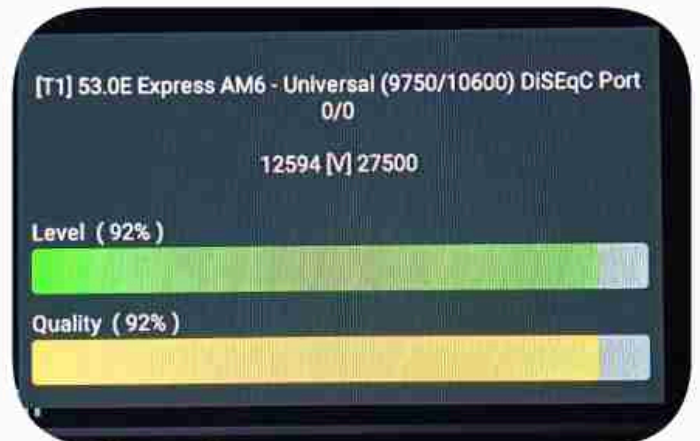 [T1] 53.0E Express AM6 - Universal (9750/10600) DiSEqC Port
0/0
12594 [V] 27500
Level ( 92% )
Quality ( 92% )